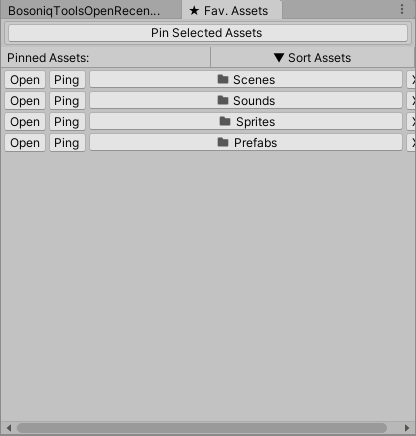 BosoniqToolsOpenRecen... ★ Fav. Assets
Pin Selected Assets
Pinned Assets: ▼ Sort Assets
Open Ping Scenes X
Open Ping Sounds X
Open Ping Sprites X
Open Ping Prefabs X